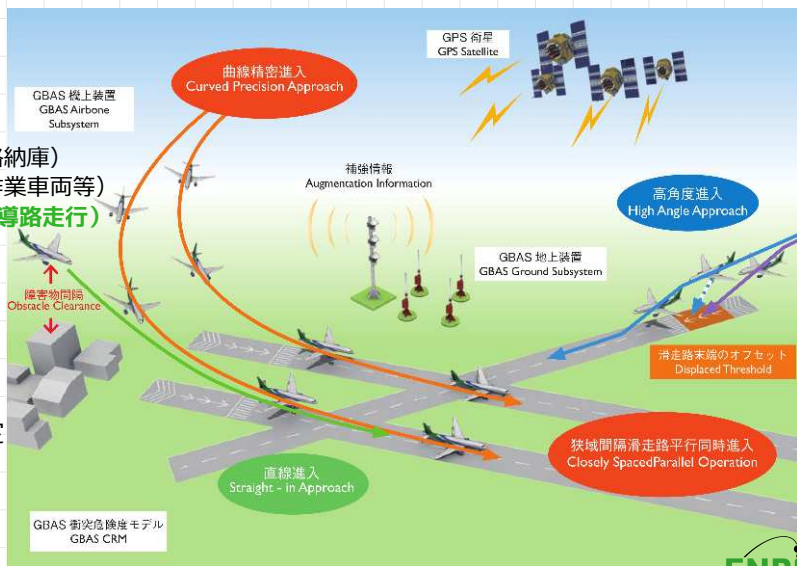 GPS 衛星
GPS Satellite
曲線精密進入
Curved Precision Approach
GBAS 機上装置
GBAS Airbone
Subsystem
格納庫）
作業車両等）
導路走行）
補強情報
Augmentation Information
高角度進入
High Angle Approach
GBAS 地上装置
GBAS Ground Subsystem
障害物間隔
Obstacle Clearance
滑走路末端のオフセット
Displaced Threshold
狭域間隔滑走路平行同時進入
Closely SpacedParallel Operation
直線進入
Straight - in Approach
GBAS 衝突危険度モデル
GBAS CRM